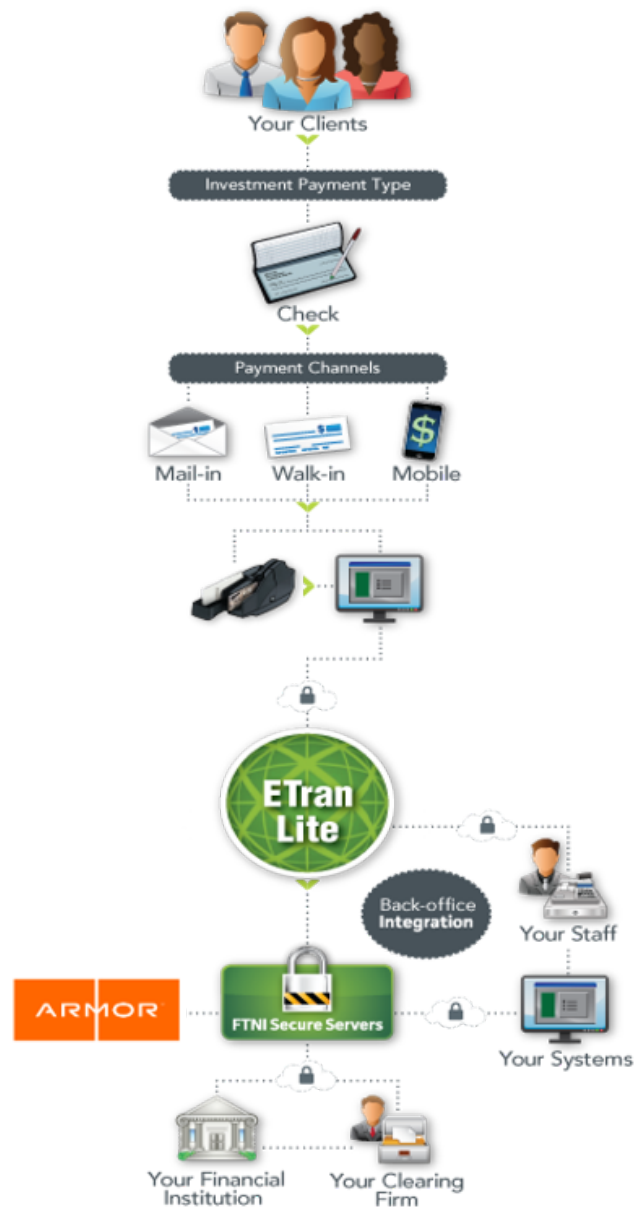 Your Clients
Investment Payment Type
Check
Payment Channels
Mail-in
Walk-in
Mobile
$
ETran
Lite
Back-office
Integration
Your Staff
ARMOR
FTNI Secure Servers
Your Systems
Your Financial
Institution
Your Clearing
Firm